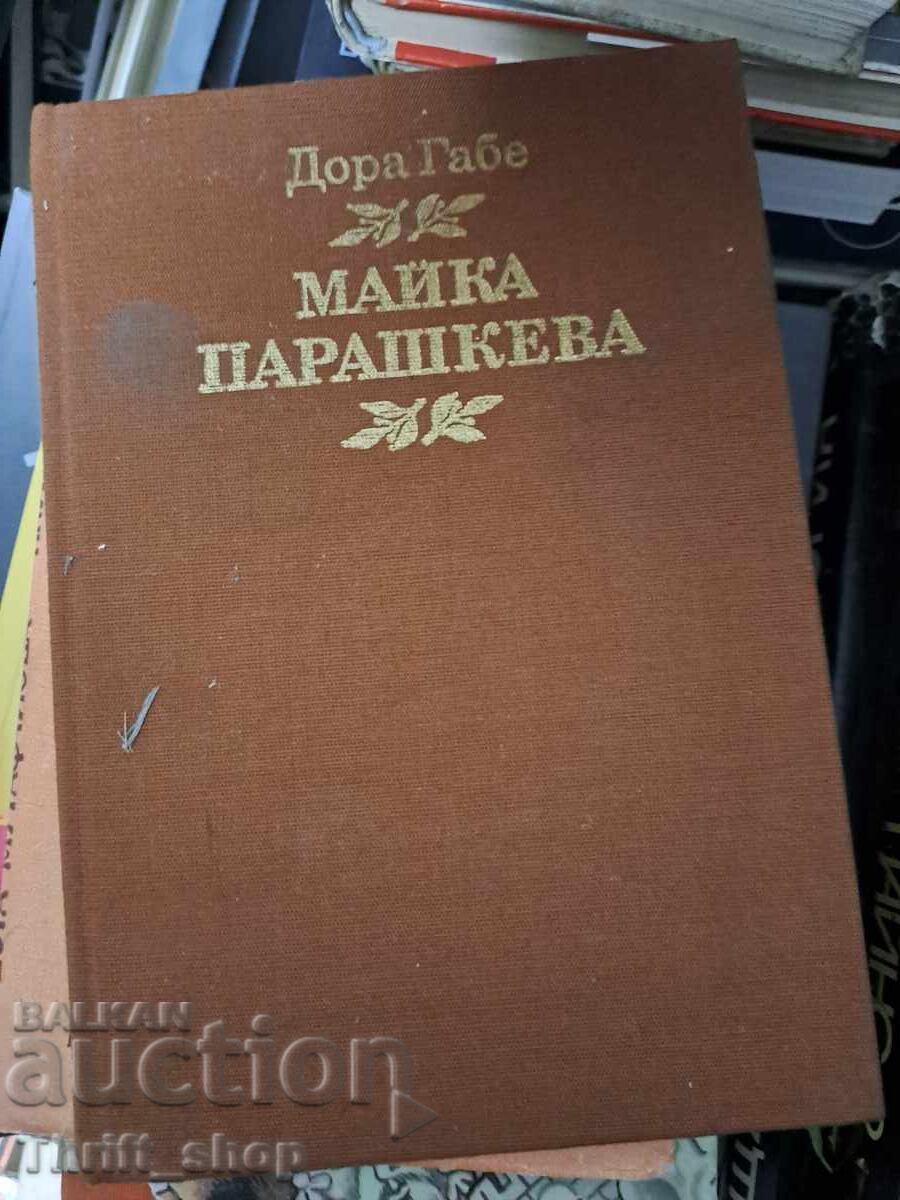 Дора Габе
МАЙКА
ПАРАШКЕВА
BALKAN
auction
Thrift_shop